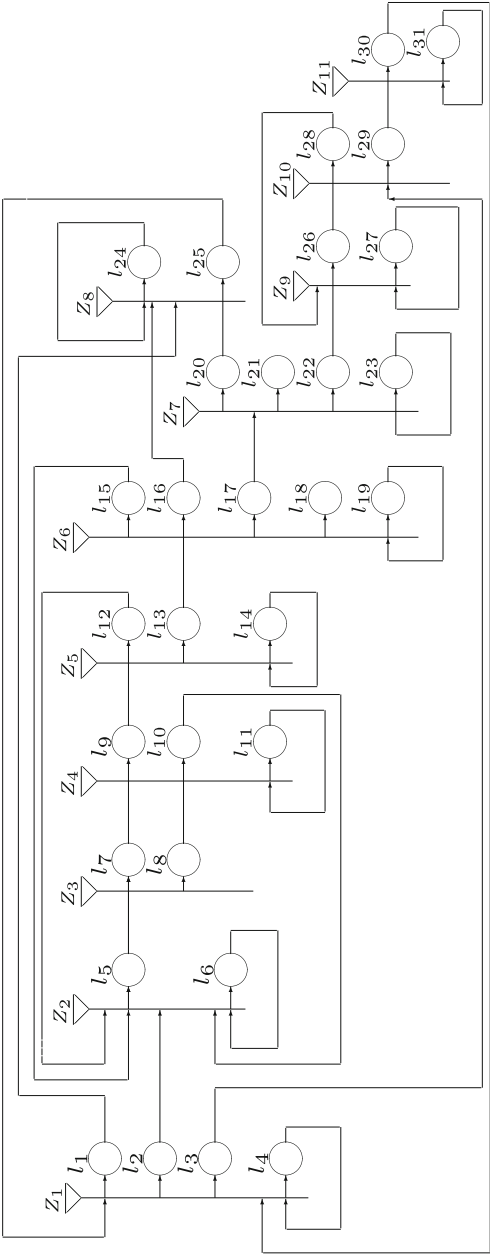 Z₁
l₁
l₂
l₃
l₄
Z₂
l₅
l₆
Z₃
l₇
l₈
Z₄
l₉
l₁₀
l₁₁
Z₅
l₁₂
l₁₃
l₁₄
Z₆
l₁₅
l₁₆
l₁₇
l₁₈
l₁₉
Z₇
l₂₀
l₂₁
l₂₂
l₂₃
Z₈
l₂₄
l₂₅
Z₉
l₂₆
l₂₇
Z₁₀
l₂₈
l₂₉
Z₁₁
l₃₀
l₃₁